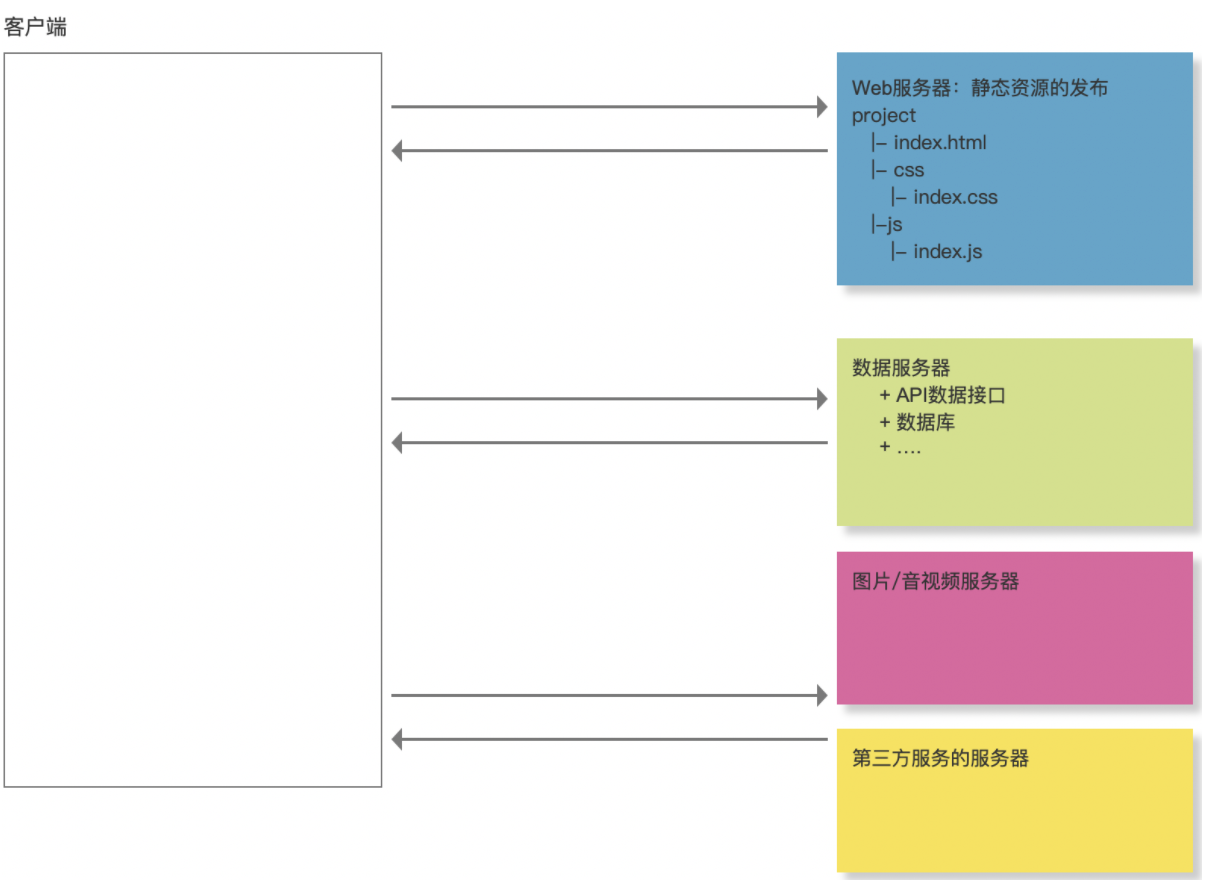 客户端
Web服务器：静态资源的发布
project
|- index.html
|- css
|- index.css
|-js
|- index.js
数据服务器
+ API数据接口
+ 数据库
+ ....
图片/音视频服务器
第三方服务的服务器